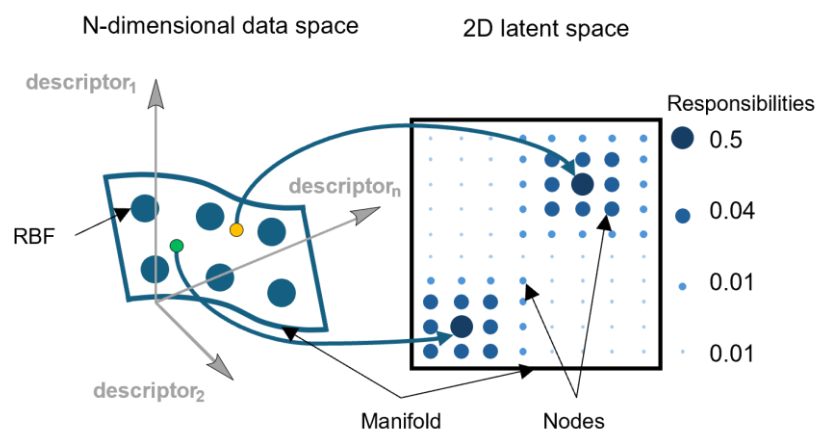 N-dimensional data space
2D latent space
descriptor1
Responsibilities
0.5
descriptorn
RBF
0.04
0.01
0.01
descriptor2
Manifold
Nodes